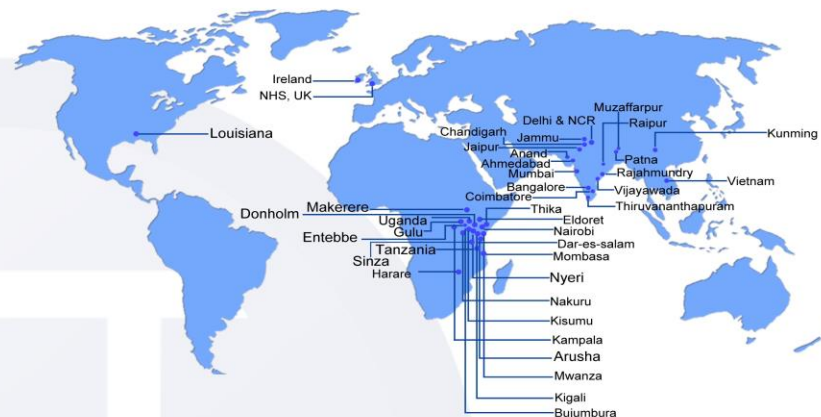 Ireland
NHS, UK
Louisiana
Muzaffarpur
Delhi & NCR
Raipur
Chandigarh
Jammu
Kunming
Jaipur
Anand
Ahmedabad
Patna
Mumbai
Rajahmundry
Bangalore
Vietnam
Coimbatore
Vijayawada
Thiruvananthapuram
Makerere
Thika
Donholm
Uganda
Eldoret
Gulu
Nairobi
Entebbe
Dar-es-salam
Tanzania
Mombasa
Sinza
Harare
Nyeri
Nakuru
Kisumu
Kampala
Arusha
Mwanza
Kigali
Bujumbura